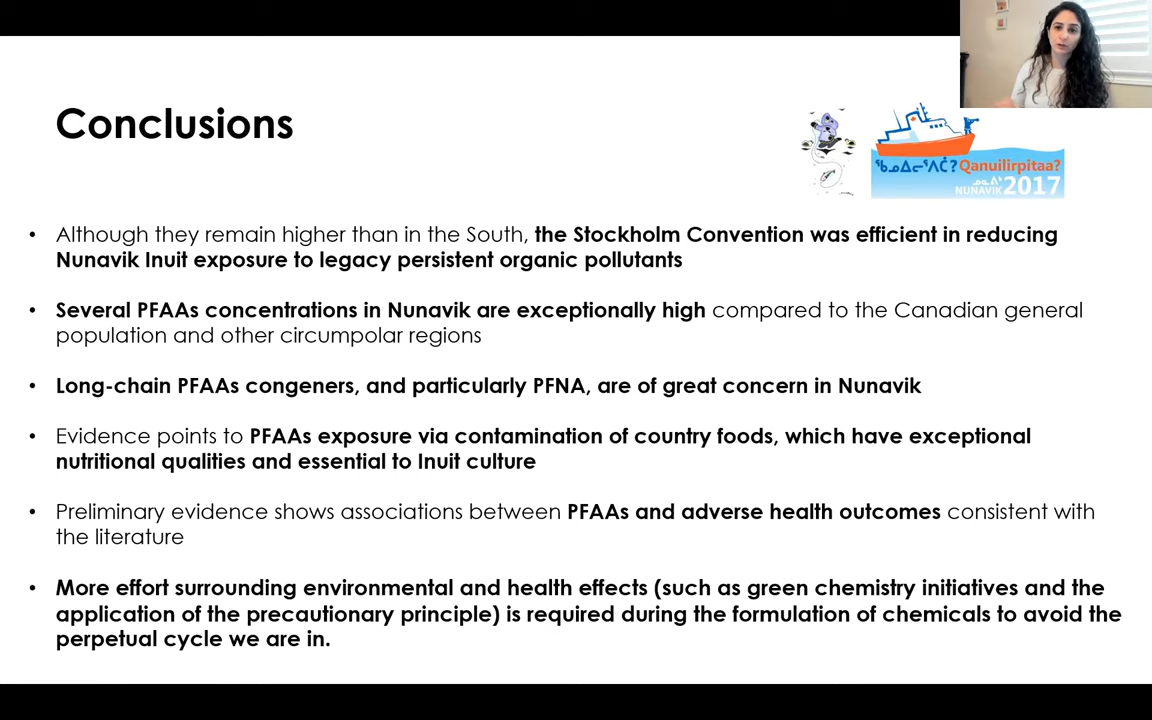 Conclusions
ᖃᓄᐃᓕᕐᐱᑖ? Qanuilirpitaa?
ᓄᓇᕕᒃ
NUNAVIK 2017
• Although they remain higher than in the South, the Stockholm Convention was efficient in reducing
Nunavik Inuit exposure to legacy persistent organic pollutants
• Several PFAAs concentrations in Nunavik are exceptionally high compared to the Canadian general
population and other circumpolar regions
• Long-chain PFAAs congeners, and particularly PFNA, are of great concern in Nunavik
• Evidence points to PFAAs exposure via contamination of country foods, which have exceptional
nutritional qualities and essential to Inuit culture
• Preliminary evidence shows associations between PFAAs and adverse health outcomes consistent with
the literature
• More effort surrounding environmental and health effects (such as green chemistry initiatives and the
application of the precautionary principle) is required during the formulation of chemicals to avoid the
perpetual cycle we are in.